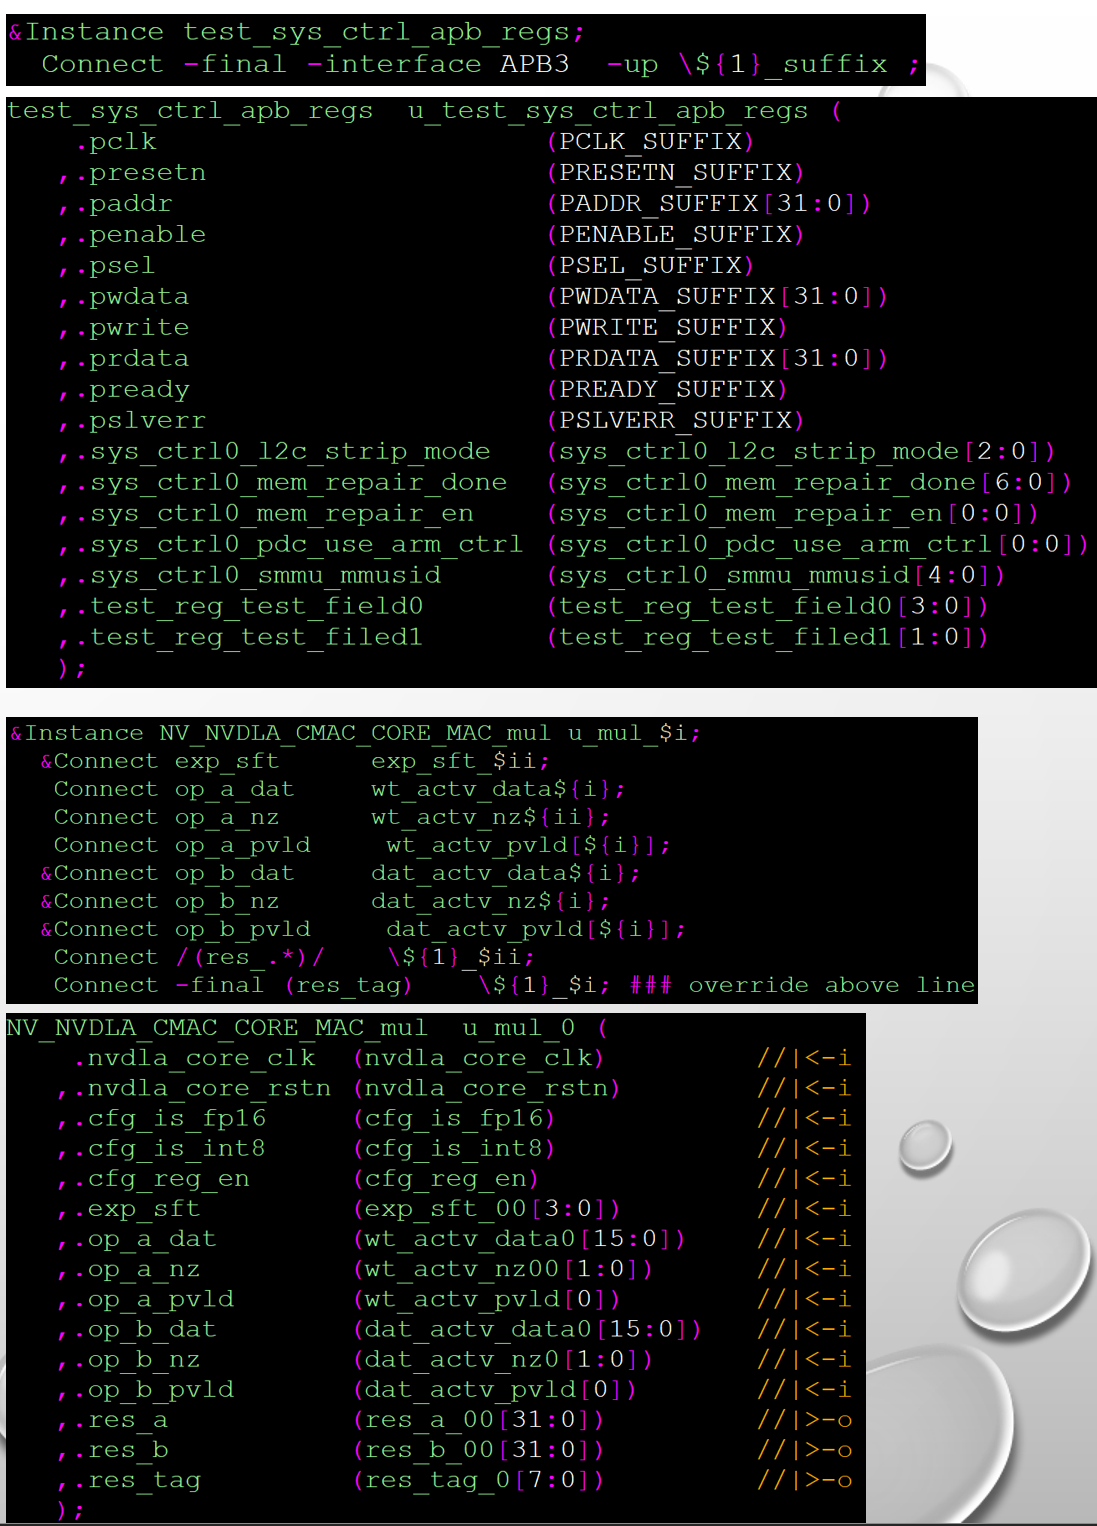 &Instance test_sys_ctrl_apb_regs;
Connect -final -interface APB3 -up \${1}_suffix ;
test_sys_ctrl_apb_regs u_test_sys_ctrl_apb_regs (
.pclk (PCLK_SUFFIX)
,.presetn (PRESETN_SUFFIX)
,.paddr (PADDR_SUFFIX[31:0])
,.penable (PENABLE_SUFFIX)
,.psel (PSEL_SUFFIX)
,.pwdata (PWDATA_SUFFIX[31:0])
,.pwrite (PWRITE_SUFFIX)
,.prdata (PRDATA_SUFFIX[31:0])
,.pready (PREADY_SUFFIX)
,.pslverr (PSLVERR_SUFFIX)
,.sys_ctrl0_l2c_strip_mode (sys_ctrl0_l2c_strip_mode[2:0])
,.sys_ctrl0_mem_repair_done (sys_ctrl0_mem_repair_done[6:0])
,.sys_ctrl0_mem_repair_en (sys_ctrl0_mem_repair_en[0:0])
,.sys_ctrl0_pdc_use_arm_ctrl (sys_ctrl0_pdc_use_arm_ctrl[0:0])
,.sys_ctrl0_smmu_mmusid (sys_ctrl0_smmu_mmusid[4:0])
,.test_reg_test_field0 (test_reg_test_field0[3:0])
,.test_reg_test_filed1 (test_reg_test_filed1[1:0])
);
&Instance NV_NVDLA_CMAC_CORE_MAC_mul u_mul_$i;
&Connect exp_sft exp_sft_$ii;
Connect op_a_dat wt_actv_data${i};
Connect op_a_nz wt_actv_nz${ii};
Connect op_a_pvld wt_actv_pvld[${i}];
&Connect op_b_dat dat_actv_data${i};
&Connect op_b_nz dat_actv_nz${i};
&Connect op_b_pvld dat_actv_pvld[${i}];
Connect /(res_.*)/ \${1}_$ii;
Connect -final (res_tag) \${1}_$i; ### override above line
NV_NVDLA_CMAC_CORE_MAC_mul u_mul_0 (
.nvdla_core_clk (nvdla_core_clk) //|<-i
,.nvdla_core_rstn (nvdla_core_rstn) //|<-i
,.cfg_is_fp16 (cfg_is_fp16) //|<-i
,.cfg_is_int8 (cfg_is_int8) //|<-i
,.cfg_reg_en (cfg_reg_en) //|<-i
,.exp_sft (exp_sft_00[3:0]) //|<-i
,.op_a_dat (wt_actv_data0[15:0]) //|<-i
,.op_a_nz (wt_actv_nz00[1:0]) //|<-i
,.op_a_pvld (wt_actv_pvld[0]) //|<-i
,.op_b_dat (dat_actv_data0[15:0]) //|<-i
,.op_b_nz (dat_actv_nz0[1:0]) //|<-i
,.op_b_pvld (dat_actv_pvld[0]) //|<-i
,.res_a (res_a_00[31:0]) //|>-o
,.res_b (res_b_00[31:0]) //|>-o
,.res_tag (res_tag_0[7:0]) //|>-o
);